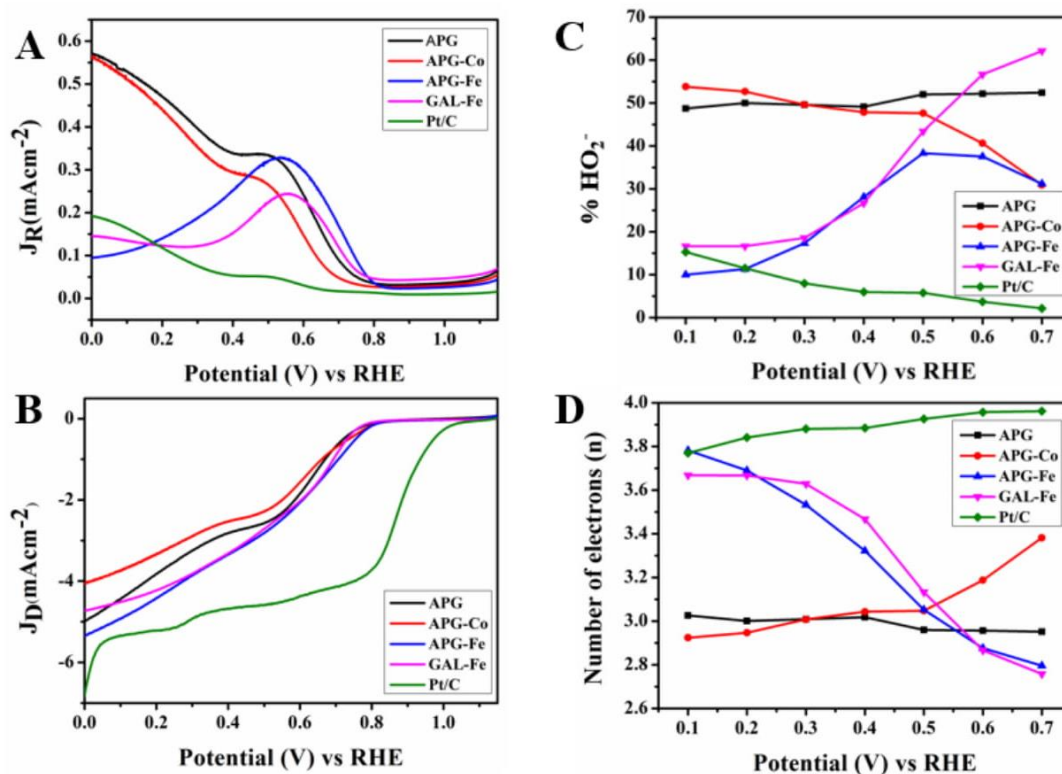 A
J_R(mAcm⁻²)
0.6
0.5
0.4
0.3
0.2
0.1
0.0
APG
APG-Co
APG-Fe
GAL-Fe
Pt/C
0.0 0.2 0.4 0.6 0.8 1.0
Potential (V) vs RHE
C
% HO₂⁻
70
60
50
40
30
20
10
0
APG
APG-Co
APG-Fe
GAL-Fe
Pt/C
0.1 0.2 0.3 0.4 0.5 0.6 0.7
Potential (V) vs RHE
B
J_D(mAcm⁻²)
0
-2
-4
-6
APG
APG-Co
APG-Fe
GAL-Fe
Pt/C
0.0 0.2 0.4 0.6 0.8 1.0
Potential (V) vs RHE
D
Number of electrons (n)
4.0
3.8
3.6
3.4
3.2
3.0
2.8
2.6
APG
APG-Co
APG-Fe
GAL-Fe
Pt/C
0.1 0.2 0.3 0.4 0.5 0.6 0.7
Potential (V) vs RHE